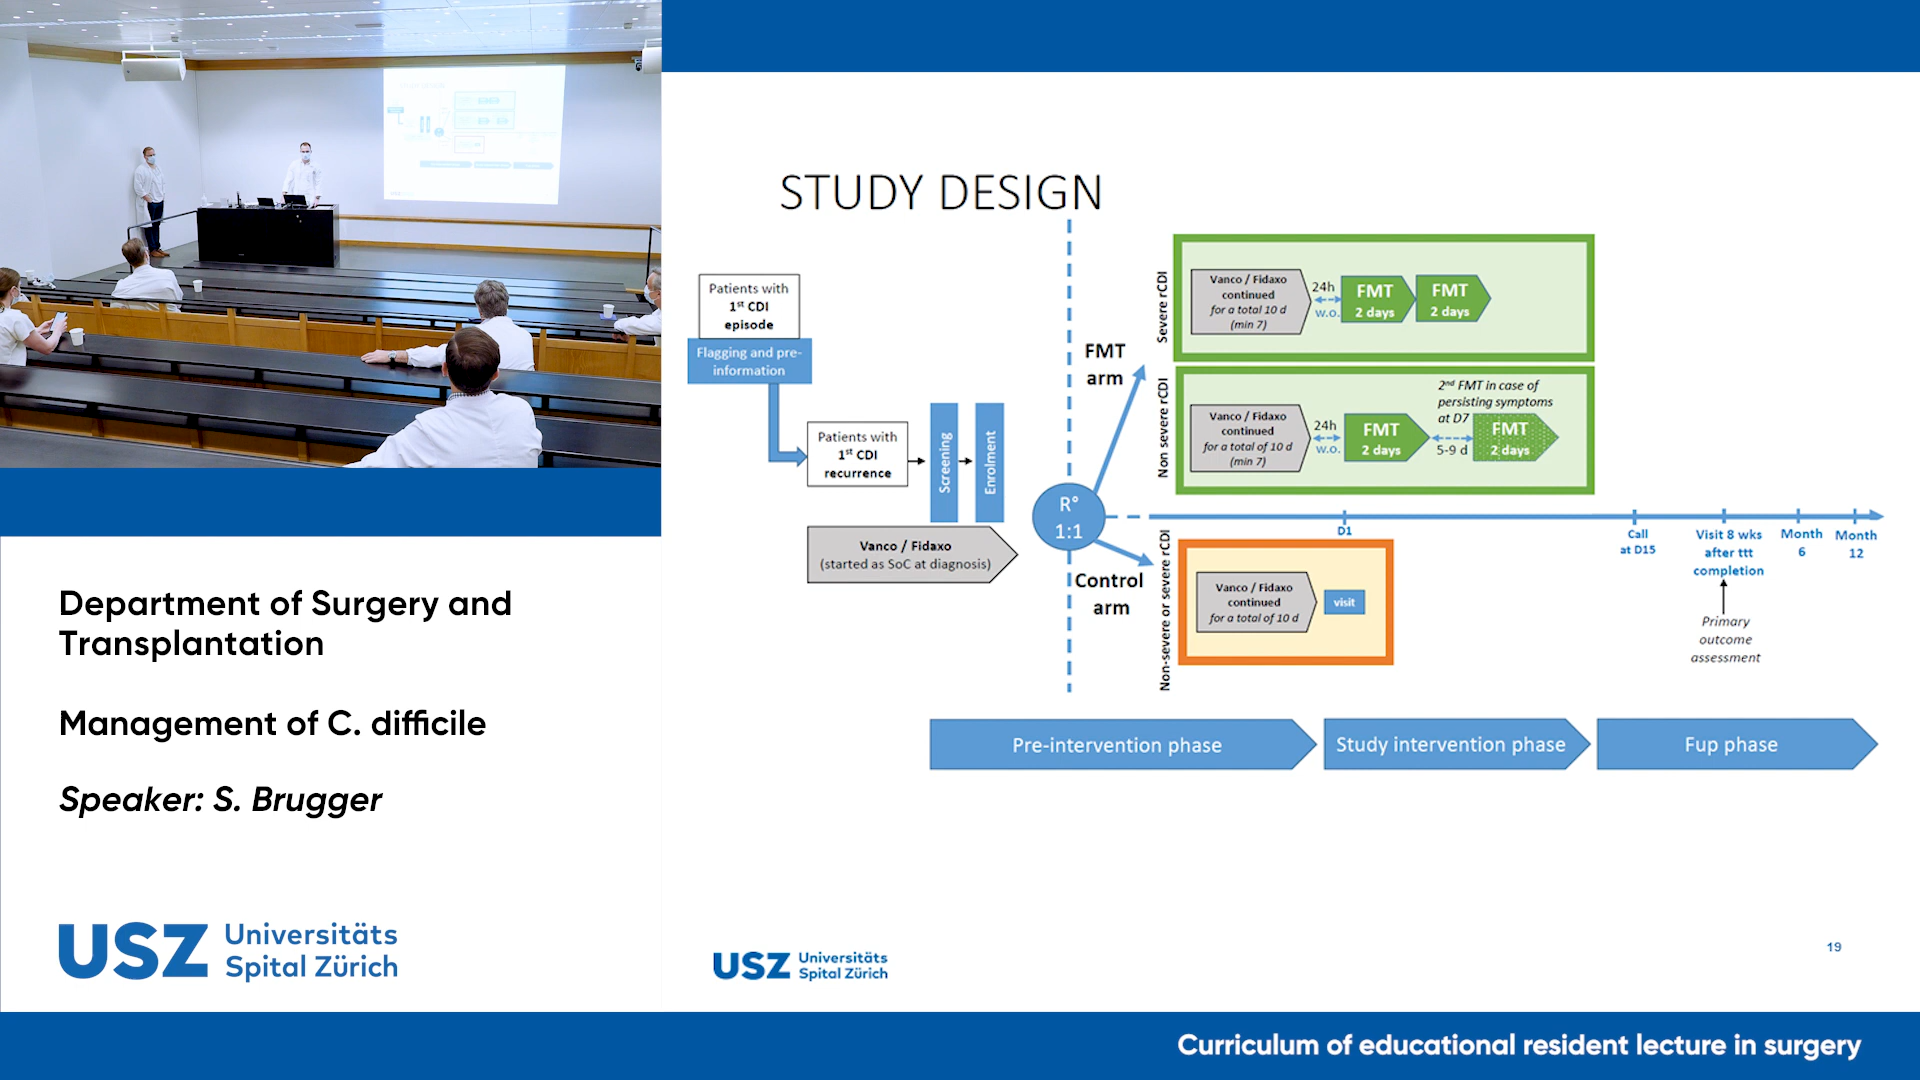 STUDY DESIGN
Patients with
1st CDI
episode
Flagging and pre-
information
Patients with
1st CDI
recurrence
Screening
Enrolment
Vanco / Fidaxo
(started as SoC at diagnosis)
R°
1:1
FMT
arm
Control
arm
Severe rCDI
Vanco / Fidaxo
continued
for a total 10 d
(min 7)
24h
w.o.
FMT
2 days
FMT
2 days
Non severe rCDI
Vanco / Fidaxo
continued
for a total of 10 d
(min 7)
24h
w.o.
FMT
2 days
2nd FMT in case of
persisting symptoms
at D7
5-9 d
FMT
2 days
Non-severe or severe rCDI
Vanco / Fidaxo
continued
for a total of 10 d
visit
D1
Call
at D15
Visit 8 wks
after ttt
completion
Month
6
Month
12
Primary
outcome
assessment
Pre-intervention phase
Study intervention phase
Fup phase
USZ Universitäts
Spital Zürich
19
Department of Surgery and
Transplantation
Management of C. difficile
Speaker: S. Brugger
USZ Universitäts
Spital Zürich
Curriculum of educational resident lecture in surgery